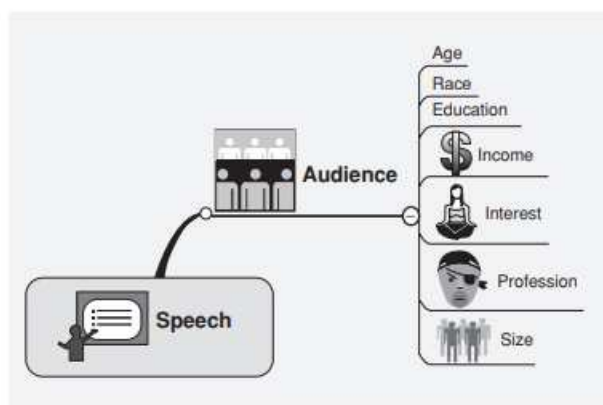 Age
Race
Education
Income
Audience
Interest
Profession
Speech
Size